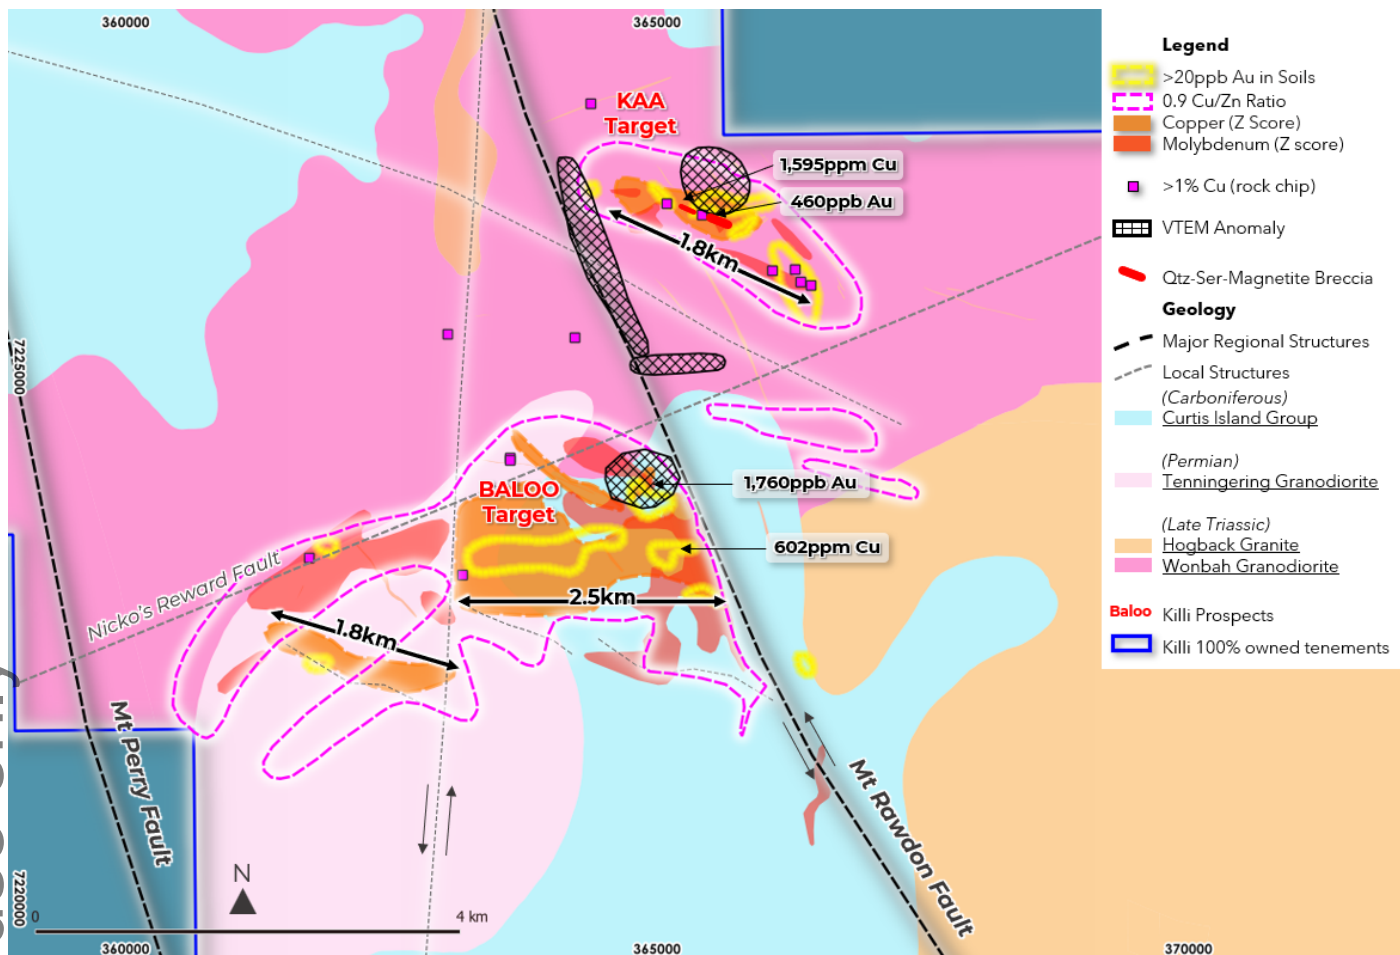 360000
365000
KAA
Target
1,595ppm Cu
460ppb Au
1.8km
7225000
BALOO
Target
1,760ppb Au
602ppm Cu
2.5km
Nicko's Reward Fault
1.8km
Mt Perry Fault
Mt Rawdon Fault
7220000
N
0
4 km
360000
365000
370000
Legend
>20ppb Au in Soils
0.9 Cu/Zn Ratio
Copper (Z Score)
Molybdenum (Z score)
>1% Cu (rock chip)
VTEM Anomaly
Qtz-Ser-Magnetite Breccia
Geology
Major Regional Structures
Local Structures
(Carboniferous)
Curtis Island Group
(Permian)
Tenningering Granodiorite
(Late Triassic)
Hogback Granite
Wonbah Granodiorite
Baloo Killi Prospects
Killi 100% owned tenements